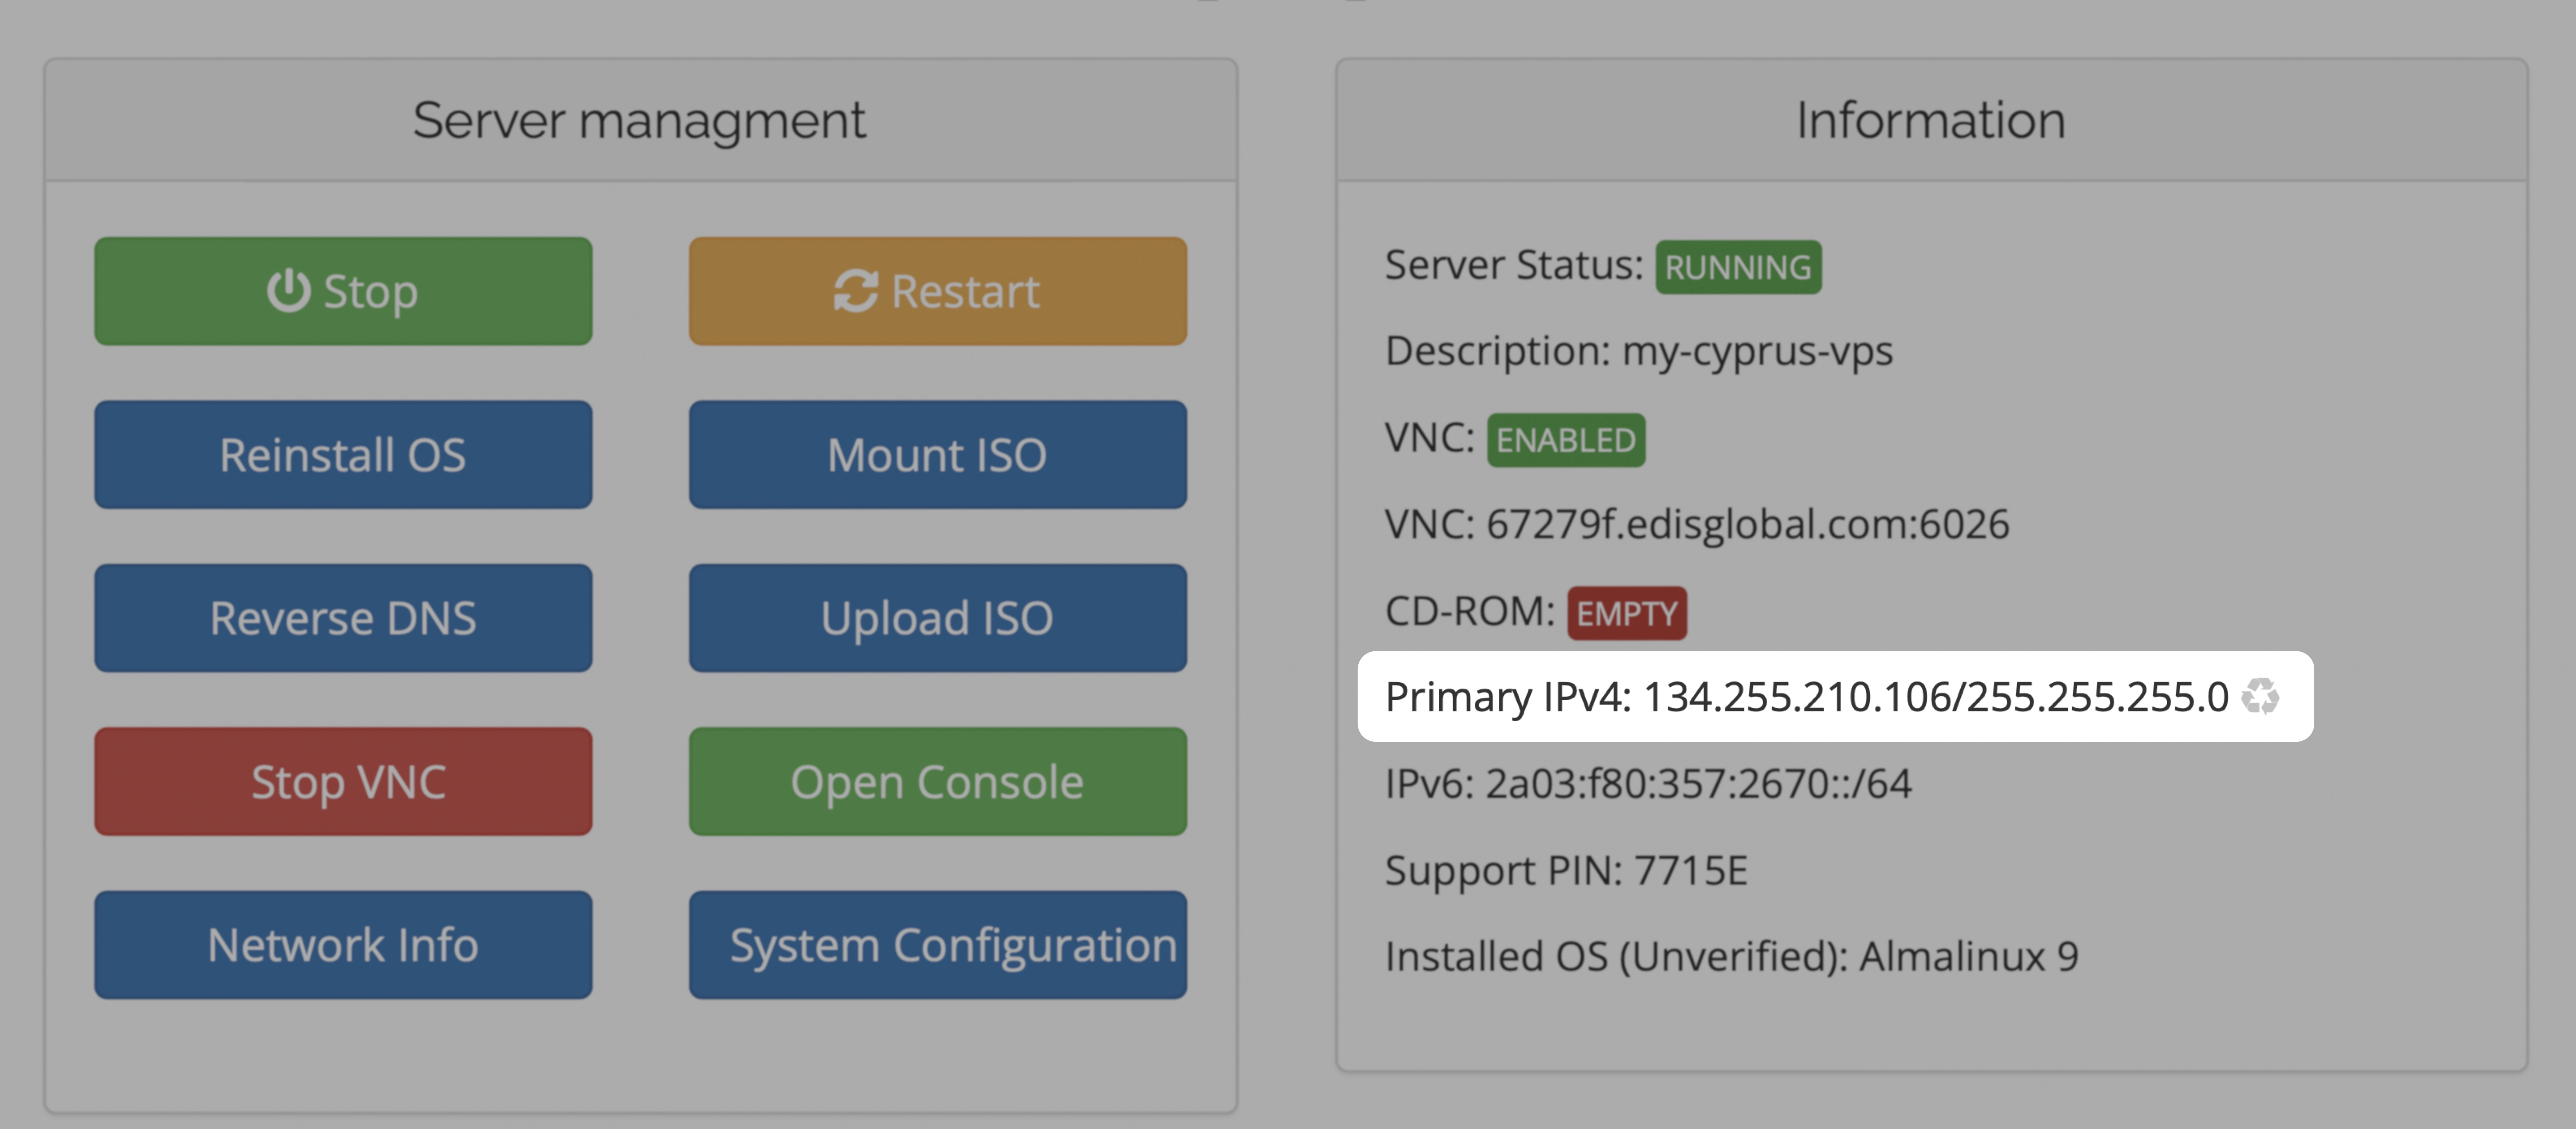 Server managment
Stop
Restart
Reinstall OS
Mount ISO
Reverse DNS
Upload ISO
Stop VNC
Open Console
Network Info
System Configuration
Information
Server Status: RUNNING
Description: my-cyprus-vps
VNC: ENABLED
VNC: 67279f.edisglobal.com:6026
CD-ROM: EMPTY
Primary IPv4: 134.255.210.106/255.255.255.0
IPv6: 2a03:f80:357:2670::/64
Support PIN: 7715E
Installed OS (Unverified): Almalinux 9